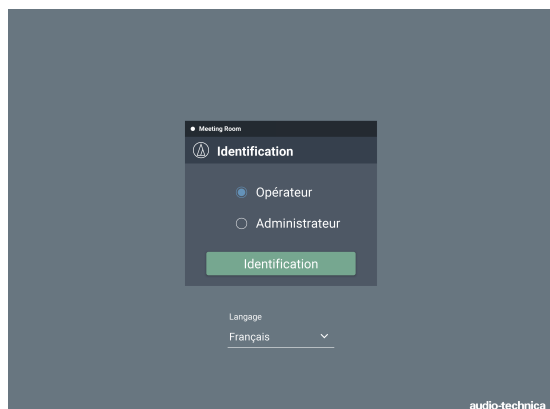 Meeting Room
Identification
Opérateur
Administrateur
Identification
Langage
Français
audio-technica